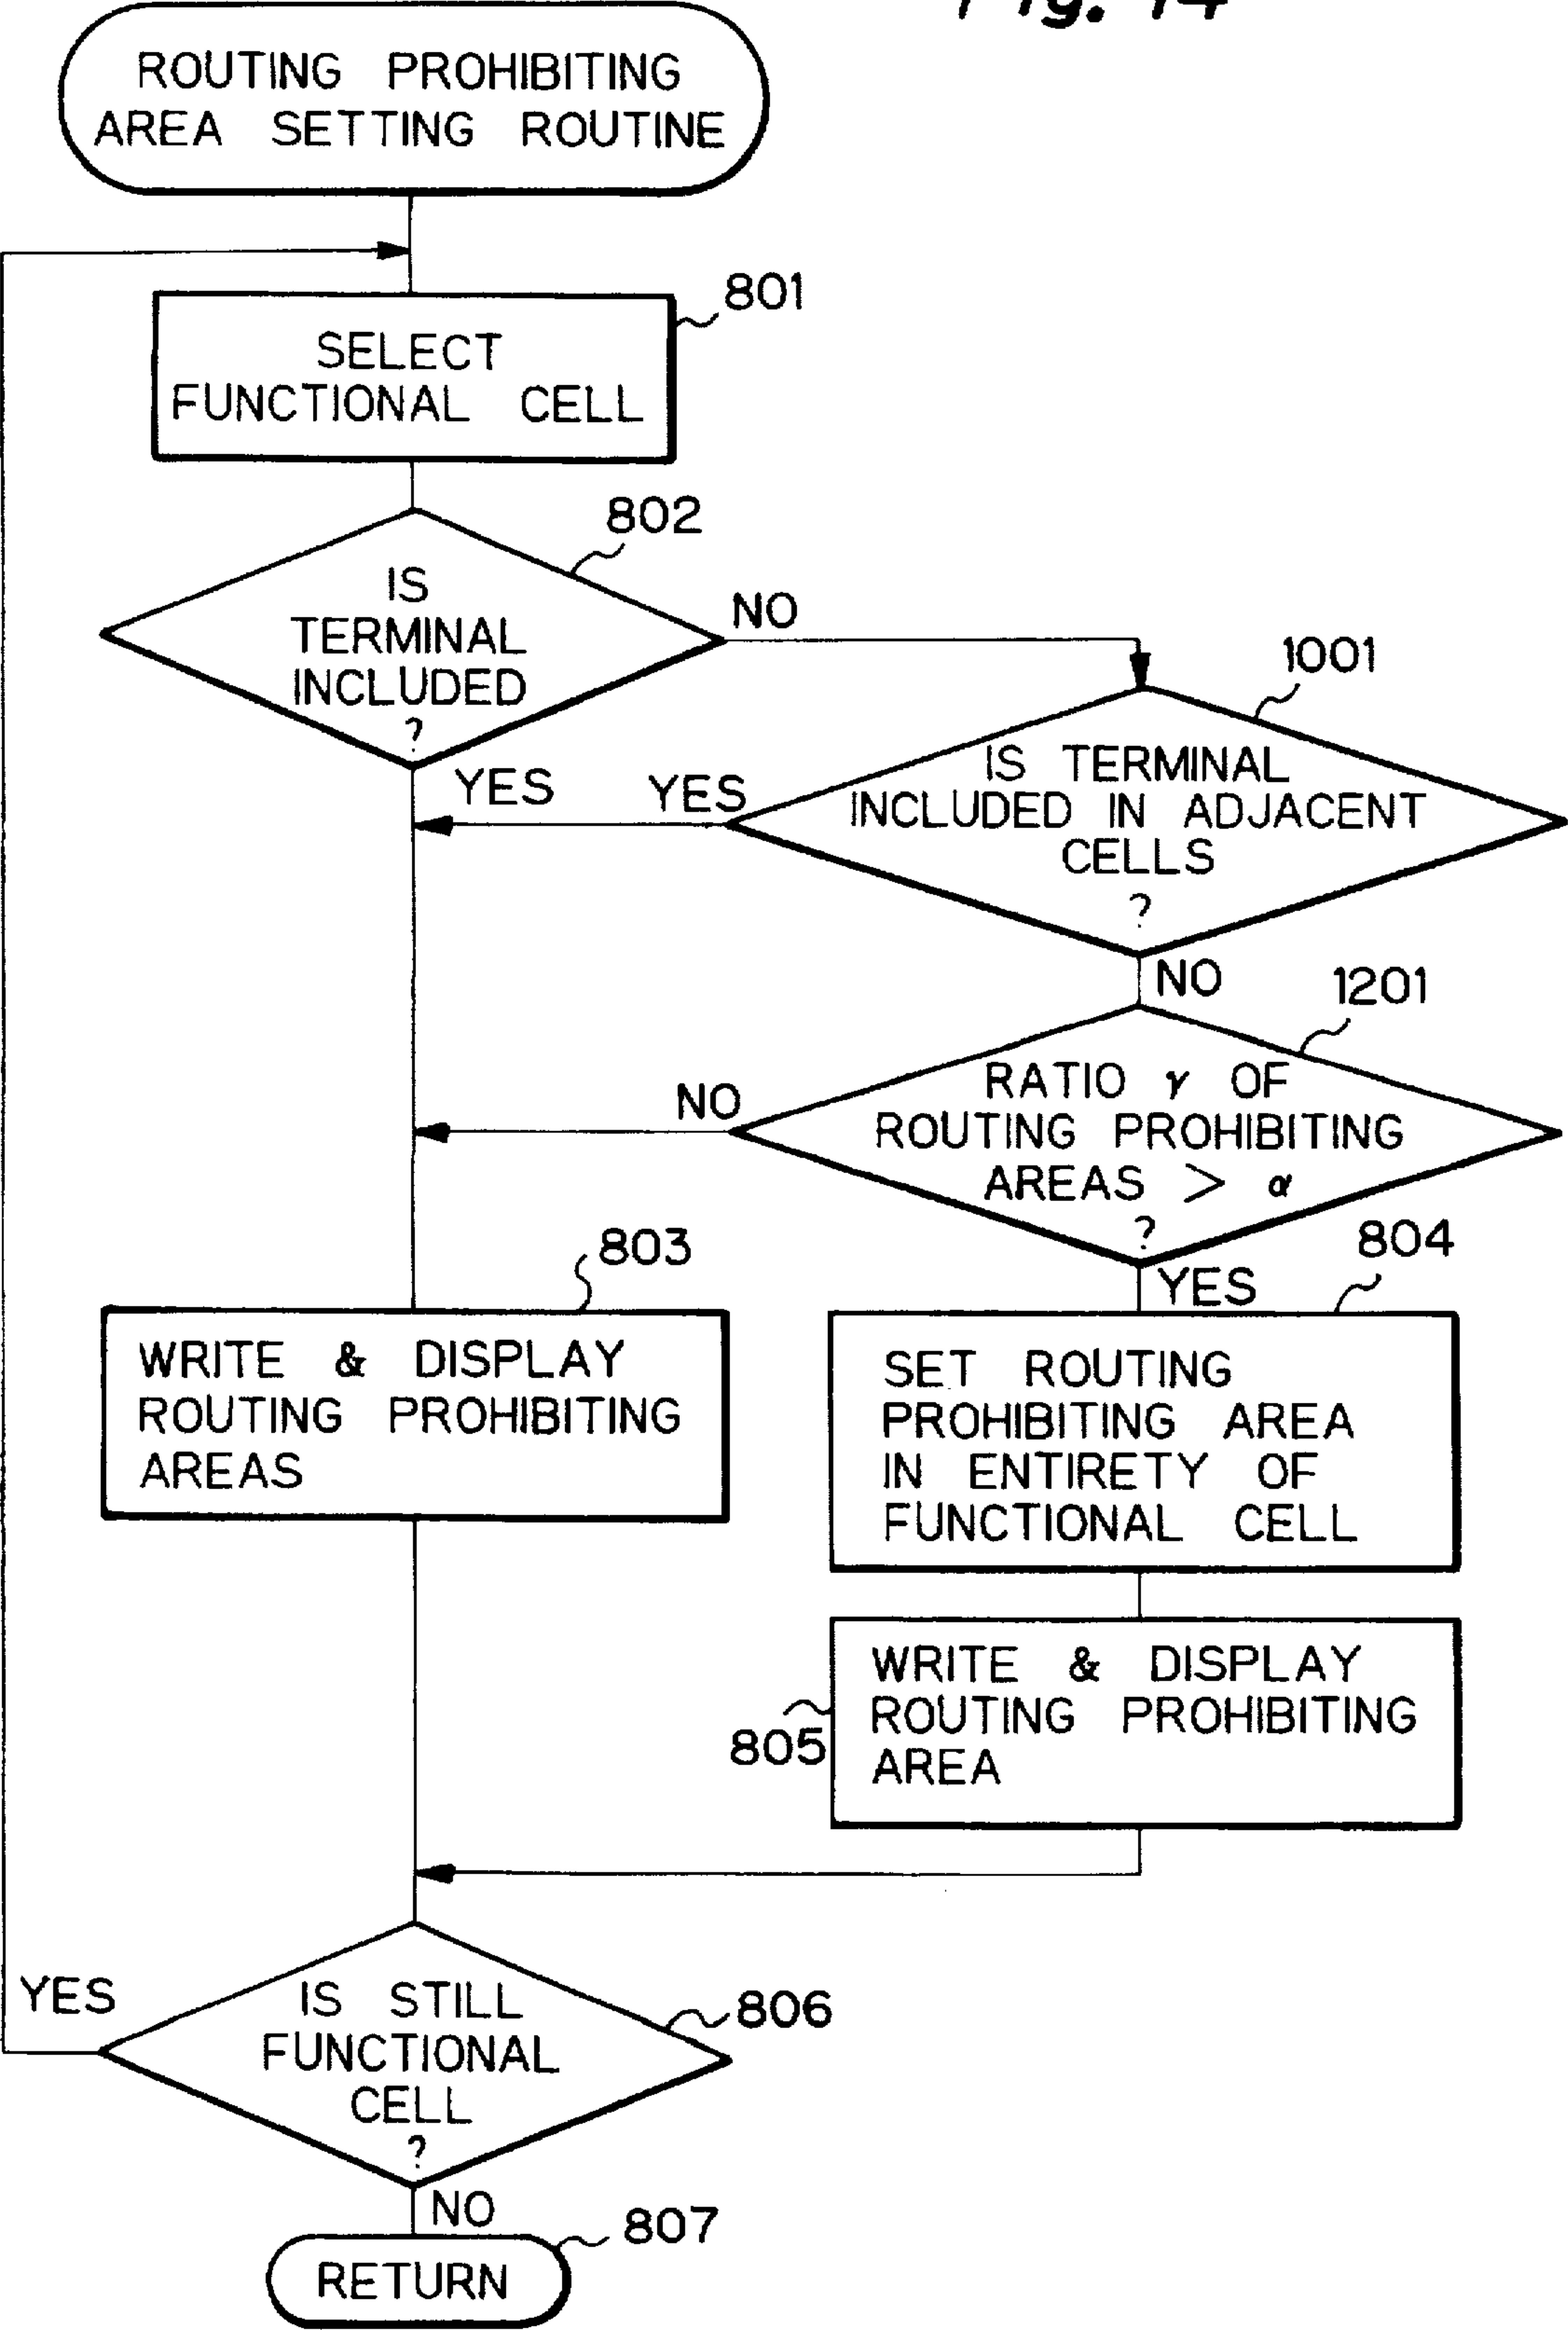 Fig. 14
ROUTING PROHIBITING
AREA SETTING ROUTINE
801
SELECT
FUNCTIONAL CELL
802
IS
TERMINAL
INCLUDED
?
NO
YES
1001
IS TERMINAL
INCLUDED IN ADJACENT
CELLS
?
YES
NO
1201
RATIO γ OF
ROUTING PROHIBITING
AREAS > α
?
NO
YES
803
WRITE & DISPLAY
ROUTING PROHIBITING
AREAS
804
SET ROUTING
PROHIBITING AREA
IN ENTIRETY OF
FUNCTIONAL CELL
805
WRITE & DISPLAY
ROUTING PROHIBITING
AREA
806
IS STILL
FUNCTIONAL
CELL
?
YES
NO
807
RETURN